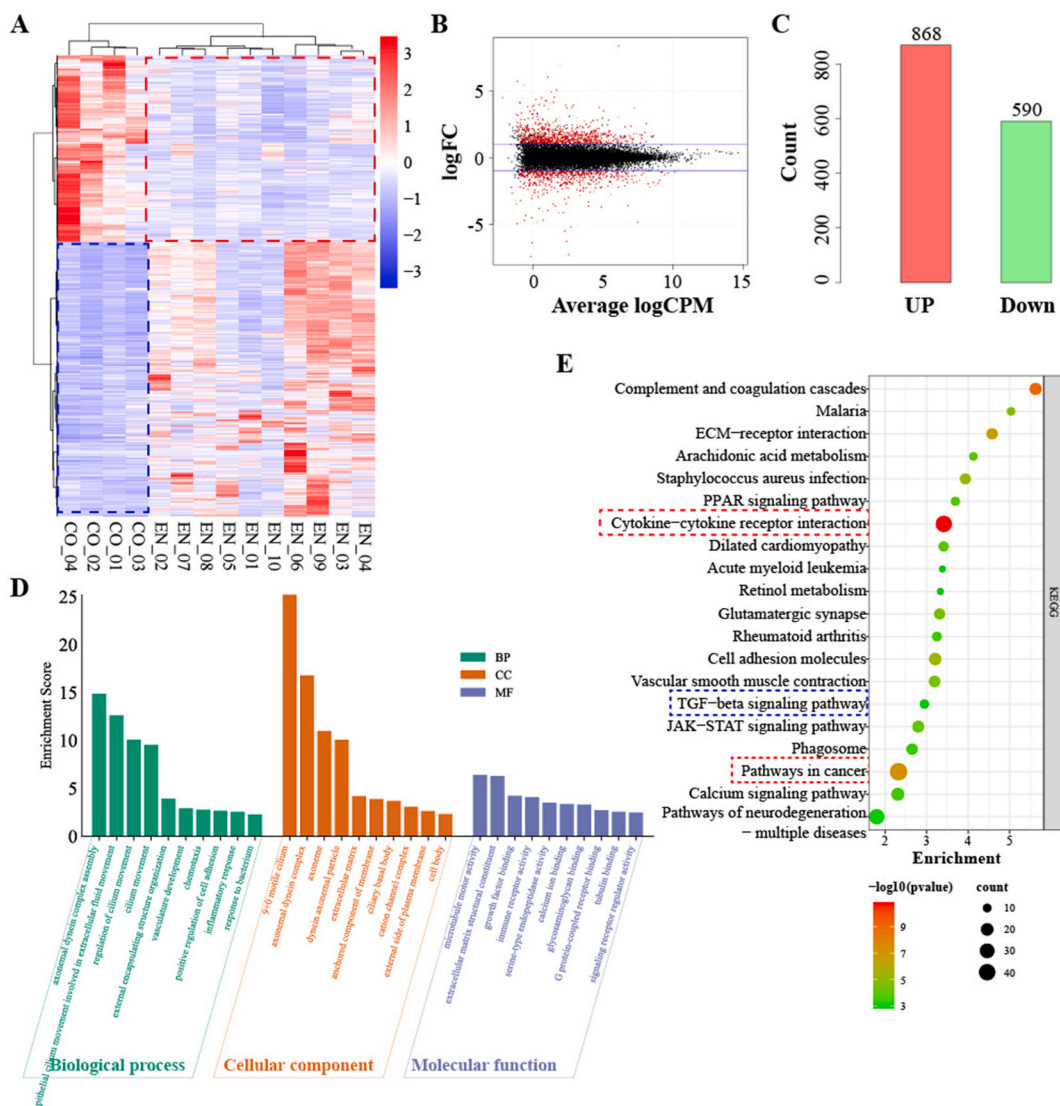 A
3
2
1
0
−1
−2
−3
CO_04
CO_02
CO_01
CO_03
EN_02
EN_07
EN_08
EN_05
EN_01
EN_10
EN_06
EN_09
EN_03
EN_04
B
logFC
5
0
-5
0
5
10
15
Average logCPM
C
Count
800
600
400
200
0
868
590
UP
Down
D
Enrichment Score
25
20
15
10
5
0
BP
CC
MF
axonemal dynein complex assembly
pithelial cilium movement involved in extracellular fluid movement
regulation of cilium movement
cilium movement
external encapsulating structure organization
vasculature development
chemotaxis
positive regulation of cell adhesion
inflammatory response
response to bacterium
9+0 motile cilium
axonemal dynein complex
axoneme
dynein axonemal particle
extracellular matrix
anchored component of membrane
ciliary basal body
cation channel complex
external side of plasma membrane
cell body
microtubule motor activity
extracellular matrix structural constituent
growth factor binding
immune receptor activity
serine-type endopeptidase activity
calcium ion binding
glycosaminoglycan binding
G protein-coupled receptor binding
tubulin binding
signaling receptor regulator activity
Biological process
Cellular component
Molecular function
E
Complement and coagulation cascades
Malaria
ECM−receptor interaction
Arachidonic acid metabolism
Staphylococcus aureus infection
PPAR signaling pathway
Cytokine−cytokine receptor interaction
Dilated cardiomyopathy
Acute myeloid leukemia
Retinol metabolism
Glutamatergic synapse
Rheumatoid arthritis
Cell adhesion molecules
Vascular smooth muscle contraction
TGF−beta signaling pathway
JAK−STAT signaling pathway
Phagosome
Pathways in cancer
Calcium signaling pathway
Pathways of neurodegeneration
− multiple diseases
KEGG
2
3
4
5
Enrichment
−log10(pvalue)
9
7
5
3
count
10
20
30
40